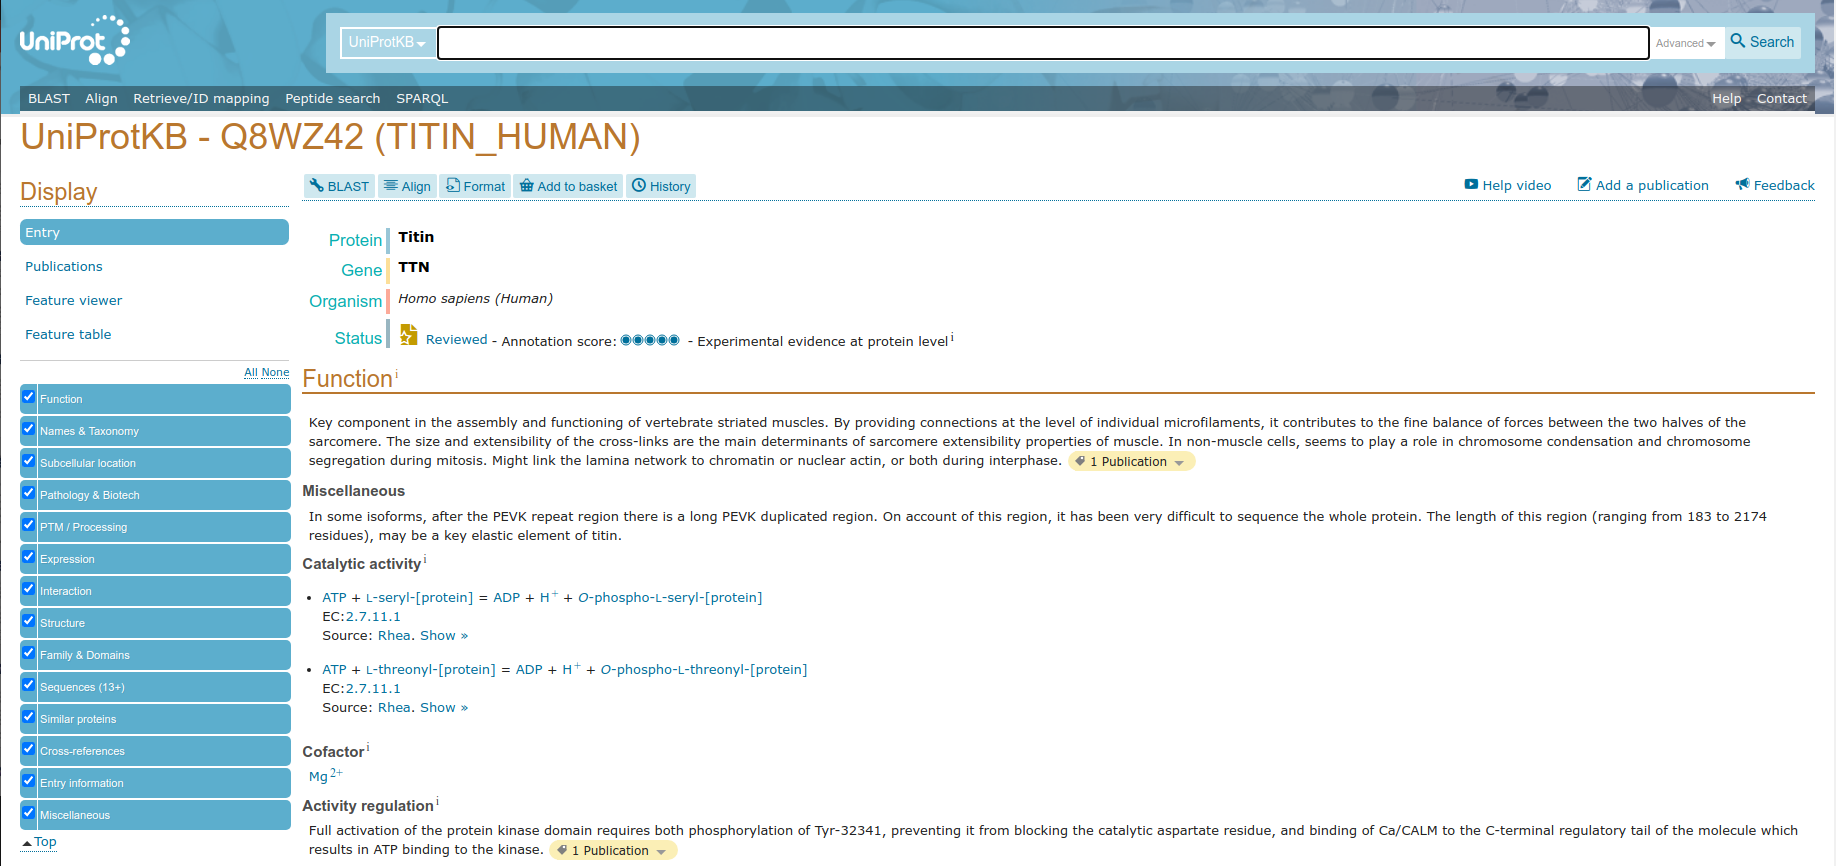 UniProt
UniProtKB
Advanced
Search
BLAST Align Retrieve/ID mapping Peptide search SPARQL Help Contact
UniProtKB - Q8WZ42 (TITIN_HUMAN)
Display
Entry
Publications
Feature viewer
Feature table
All None
Function
Names & Taxonomy
Subcellular location
Pathology & Biotech
PTM / Processing
Expression
Interaction
Structure
Family & Domains
Sequences (13+)
Similar proteins
Cross-references
Entry information
Miscellaneous
Top
BLAST Align Format Add to basket History Help video Add a publication Feedback
Protein Titin
Gene TTN
Organism Homo sapiens (Human)
Status Reviewed - Annotation score: - Experimental evidence at protein level i
Function i
Key component in the assembly and functioning of vertebrate striated muscles. By providing connections at the level of individual microfilaments, it contributes to the fine balance of forces between the two halves of the
sarcomere. The size and extensibility of the cross-links are the main determinants of sarcomere extensibility properties of muscle. In non-muscle cells, seems to play a role in chromosome condensation and chromosome
segregation during mitosis. Might link the lamina network to chromatin or nuclear actin, or both during interphase. 1 Publication
Miscellaneous
In some isoforms, after the PEVK repeat region there is a long PEVK duplicated region. On account of this region, it has been very difficult to sequence the whole protein. The length of this region (ranging from 183 to 2174
residues), may be a key elastic element of titin.
Catalytic activity i
• ATP + L-seryl-[protein] = ADP + H+ + O-phospho-L-seryl-[protein]
EC:2.7.11.1
Source: Rhea. Show »
• ATP + L-threonyl-[protein] = ADP + H+ + O-phospho-L-threonyl-[protein]
EC:2.7.11.1
Source: Rhea. Show »
Cofactor i
Mg2+
Activity regulation i
Full activation of the protein kinase domain requires both phosphorylation of Tyr-32341, preventing it from blocking the catalytic aspartate residue, and binding of Ca/CALM to the C-terminal regulatory tail of the molecule which
results in ATP binding to the kinase. 1 Publication